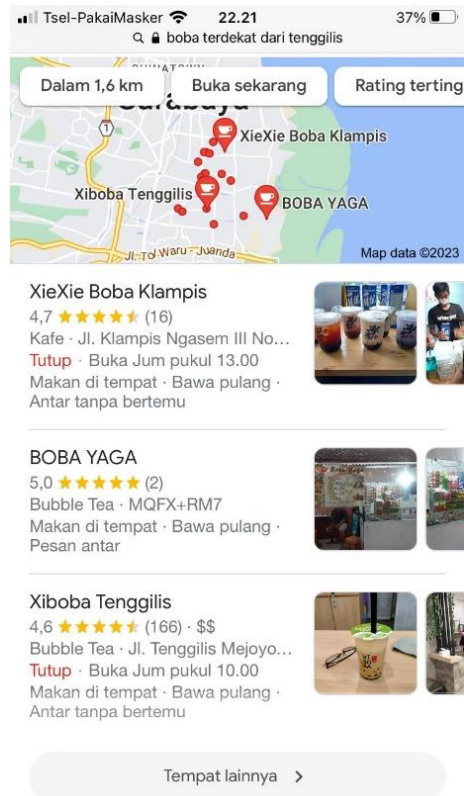 Tsel-PakaiMasker 22.21 37%
boba terdekat dari tenggilis
Dalam 1,6 km Buka sekarang Rating terting
Surabaya
1
XieXie Boba Klampis
Xiboba Tenggilis
BOBA YAGA
Jl. Tol Waru - Juanda
Map data ©2023
XieXie Boba Klampis
4,7 (16)
Kafe · Jl. Klampis Ngasem III No...
Tutup · Buka Jum pukul 13.00
Makan di tempat · Bawa pulang ·
Antar tanpa bertemu
BOBA YAGA
5,0 (2)
Bubble Tea · MQFX+RM7
Makan di tempat · Bawa pulang ·
Pesan antar
Xiboba Tenggilis
4,6 (166) · $$
Bubble Tea · Jl. Tenggilis Mejoyo...
Tutup · Buka Jum pukul 10.00
Makan di tempat · Bawa pulang ·
Antar tanpa bertemu
Tempat lainnya >